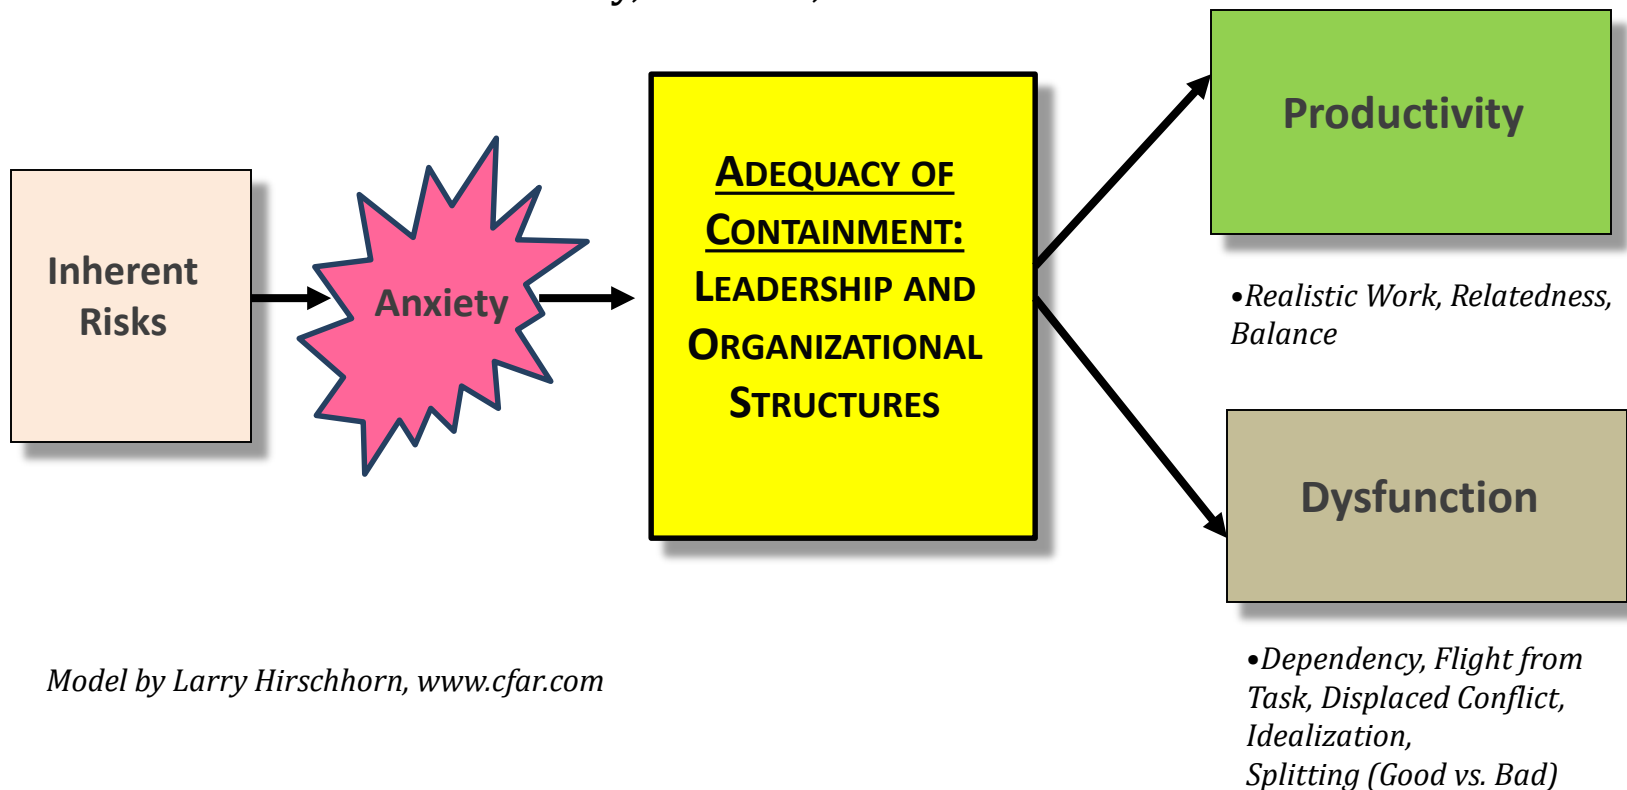 Productivity
ADEQUACY OF
CONTAINMENT:
LEADERSHIP AND
ORGANIZATIONAL
STRUCTURES
Inherent
Risks
Anxiety
•Realistic Work, Relatedness,
Balance
Dysfunction
•Dependency, Flight from
Task, Displaced Conflict,
Idealization,
Splitting (Good vs. Bad)
Model by Larry Hirschhorn, www.cfar.com